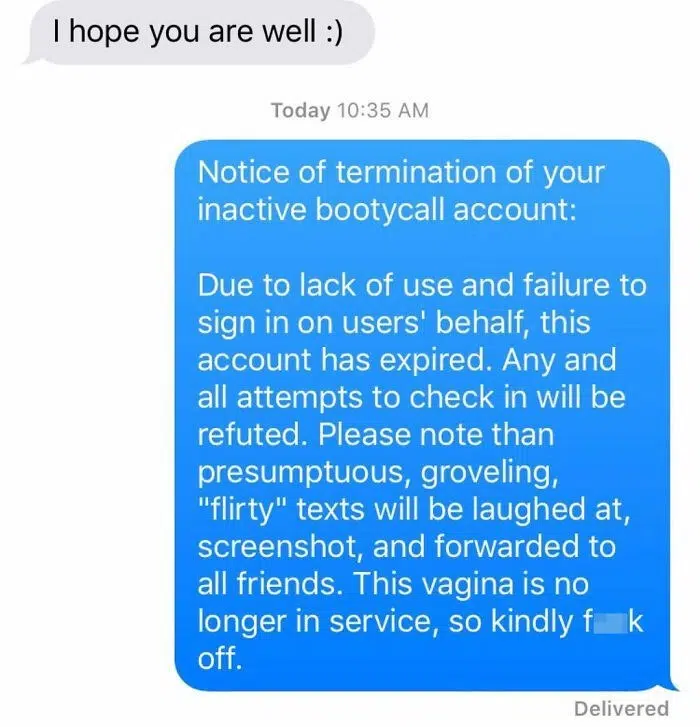 I hope you are well :)
Today 10:35 AM
Notice of termination of your
inactive bootycall account:
Due to lack of use and failure to
sign in on users' behalf, this
account has expired. Any and
all attempts to check in will be
refuted. Please note than
presumptuous, groveling,
"flirty" texts will be laughed at,
screenshot, and forwarded to
all friends. This vagina is no
longer in service, so kindly f k
off.
Delivered